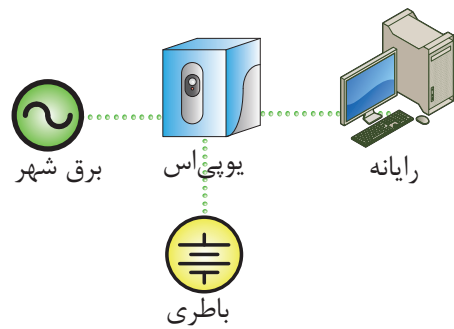 رایانه
یوپی‌اس
برق شهر
باطری